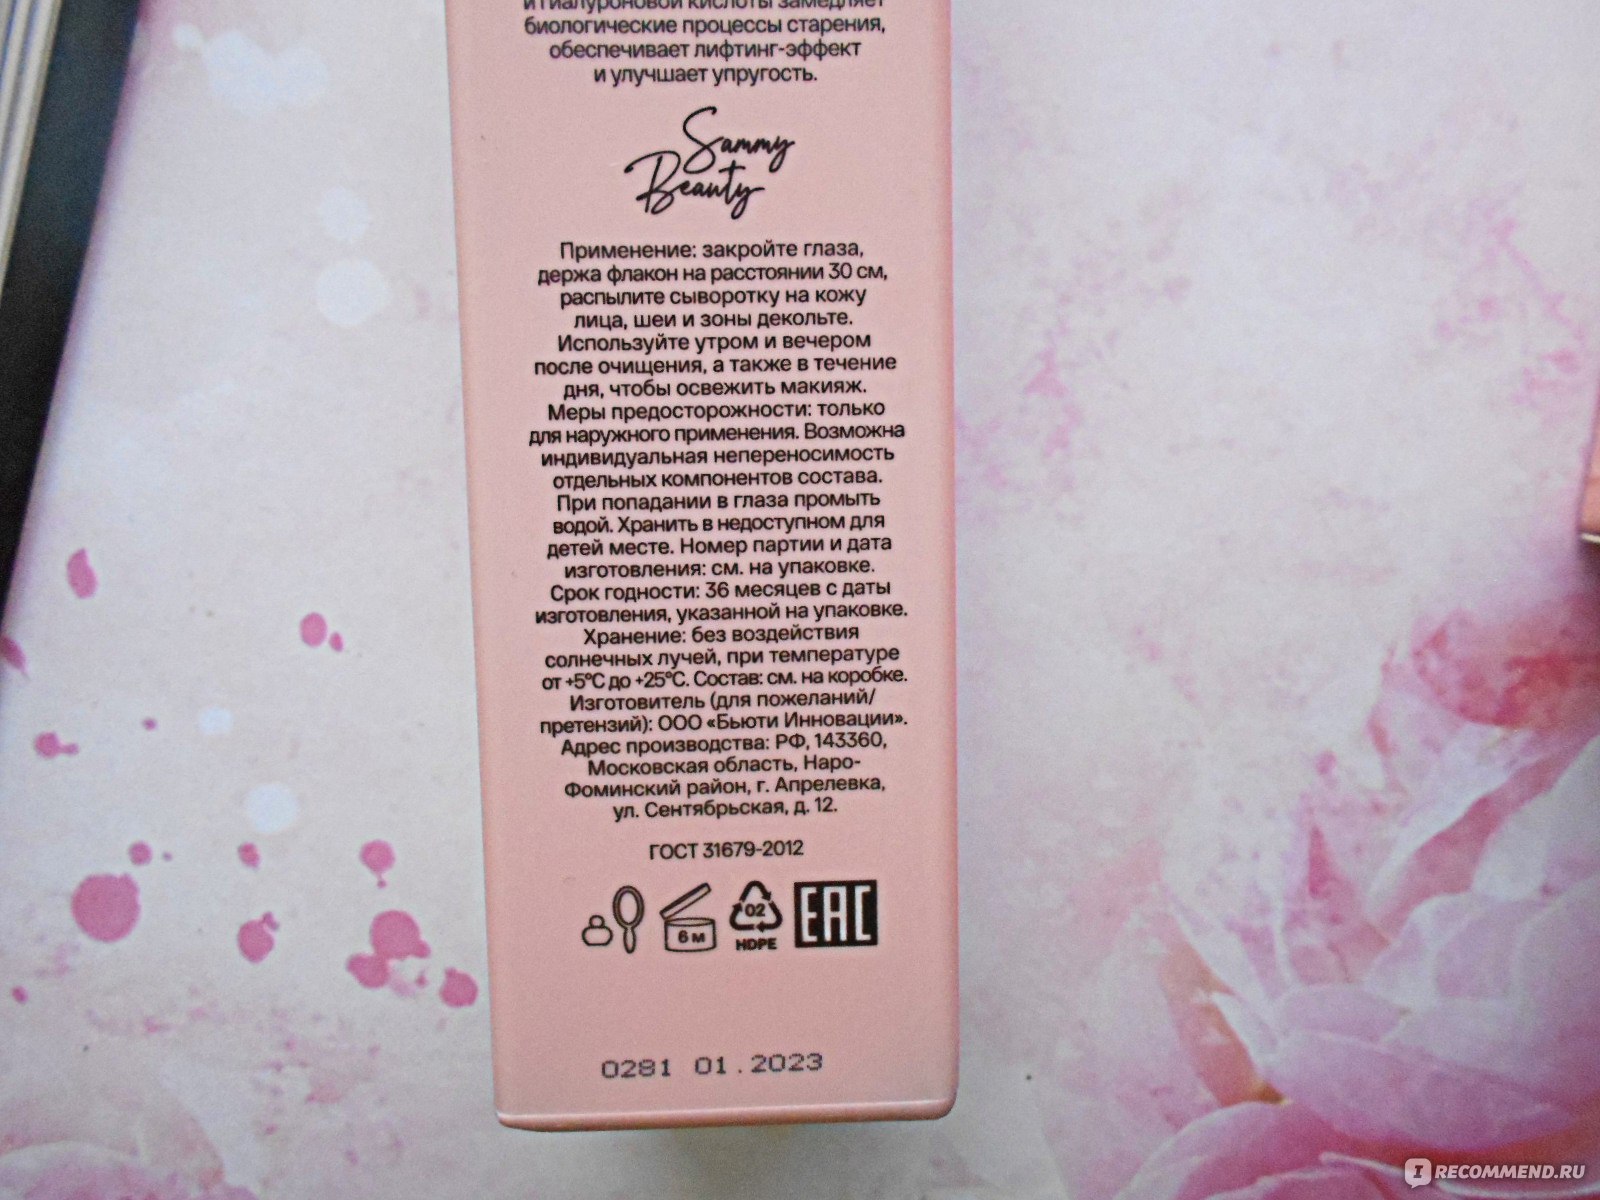 и гиалуроновой кислоты замедляет
биологические процессы старения,
обеспечивает лифтинг-эффект
и улучшает упругость.
Sammy
Beauty
Применение: закройте глаза,
держа флакон на расстоянии 30 см,
распылите сыворотку на кожу
лица, шеи и зоны декольте.
Используйте утром и вечером
после очищения, а также в течение
дня, чтобы освежить макияж.
Меры предосторожности: только
для наружного применения. Возможна
индивидуальная непереносимость
отдельных компонентов состава.
При попадании в глаза промыть
водой. Хранить в недоступном для
детей месте. Номер партии и дата
изготовления: см. на упаковке.
Срок годности: 36 месяцев с даты
изготовления, указанной на упаковке.
Хранение: без воздействия
солнечных лучей, при температуре
от +5°С до +25°С. Состав: см. на коробке.
Изготовитель (для пожеланий/
претензий): ООО «Бьюти Инновации».
Адрес производства: РФ, 143360,
Московская область, Наро-
Фоминский район, г. Апрелевка,
ул. Сентябрьская, д. 12.
ГОСТ 31679-2012
6 м 02 HDPE EAC
0281 01.2023
IRECOMMEND.RU